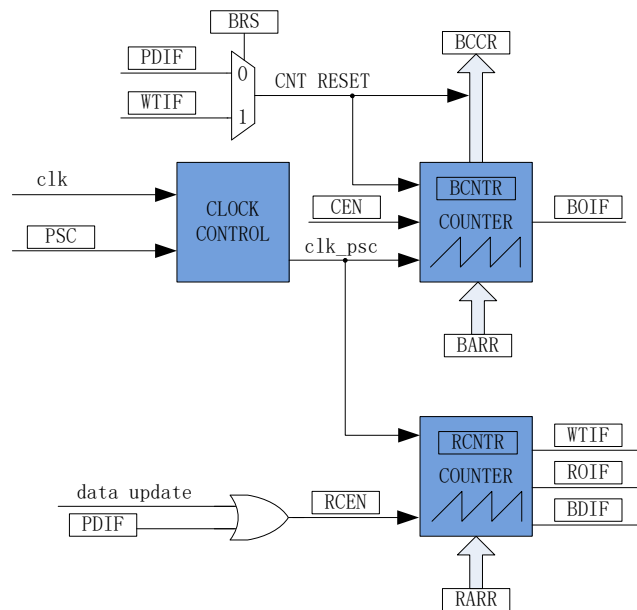 BRS
BCCR
PDIF
0
CNT RESET
WTIF
1
clk
BCNTR
CEN
CLOCK
CONTROL
COUNTER
BOIF
PSC
clk_psc
BARR
RCNTR
WTIF
COUNTER
ROIF
data update
RCEN
PDIF
BDIF
RARR